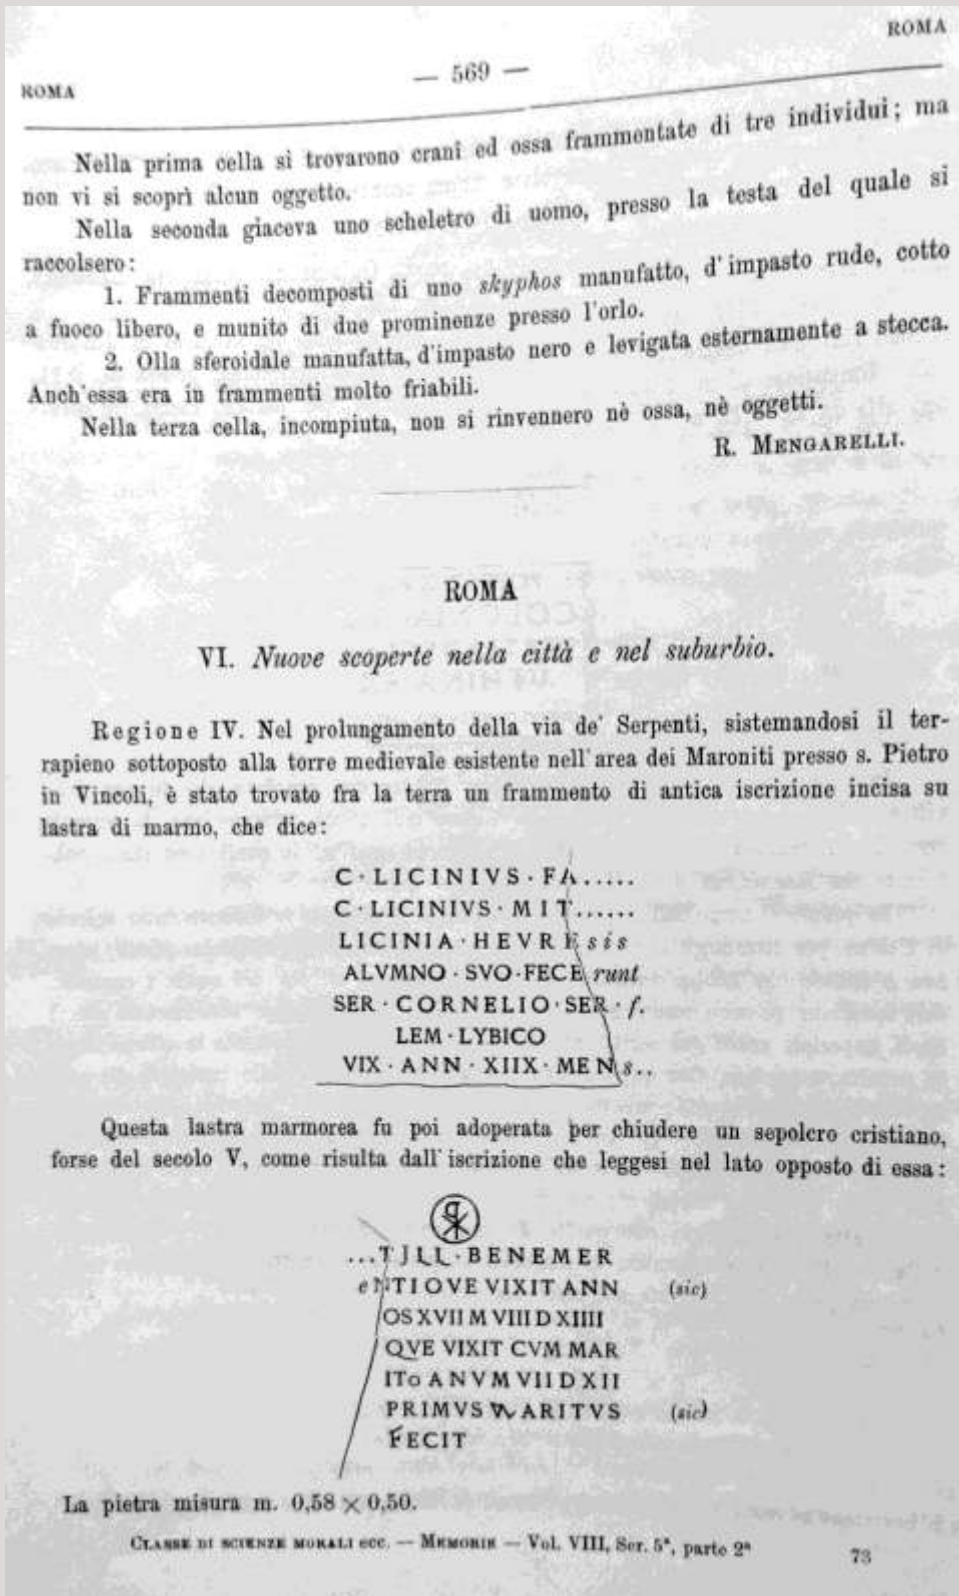 ROMA
— 569 —
ROMA
Nella prima cella si trovarono crani ed ossa frammentate di tre individui; ma
non vi si scoprì alcun oggetto.
Nella seconda giaceva uno scheletro di uomo, presso la testa del quale si
raccolsero:
1. Frammenti decomposti di uno skyphos manufatto, d'impasto rude, cotto
a fuoco libero, e munito di due prominenze presso l'orlo.
2. Olla sferoidale manufatta, d'impasto nero e levigata esternamente a stecca.
Anch'essa era in frammenti molto friabili.
Nella terza cella, incompiuta, non si rinvennero nè ossa, nè oggetti.
R. MENGARELLI.
ROMA
VI. Nuove scoperte nella città e nel suburbio.
Regione IV. Nel prolungamento della via de' Serpenti, sistemandosi il ter-
rapieno sottoposto alla torre medievale esistente nell'area dei Maroniti presso s. Pietro
in Vincoli, è stato trovato fra la terra un frammento di antica iscrizione incisa su
lastra di marmo, che dice:
C · LICINIVS · FA.....
C · LICINIVS · MIT......
LICINIA · HEVREsis
ALVMNO · SVO · FECErunt
SER · CORNELIO · SER · f.
LEM · LYBICO
VIX · ANN · XIIX · MENs..
Questa lastra marmorea fu poi adoperata per chiudere un sepolcro cristiano,
forse del secolo V, come risulta dall'iscrizione che leggesi nel lato opposto di essa:
· BENEMER
eNTI OVE VIXIT ANN (sic)
OS XVII M VIII D XIIII
QVE VIXIT CVM MAR
ITo ANVM VII D XII
PRIMVS MARITVS (sic)
FECIT
La pietra misura m. 0,58 × 0,50.
CLASSE DI SCIENZE MORALI ecc. — MEMORIE — Vol. VIII, Ser. 5ª, parte 2ª
73